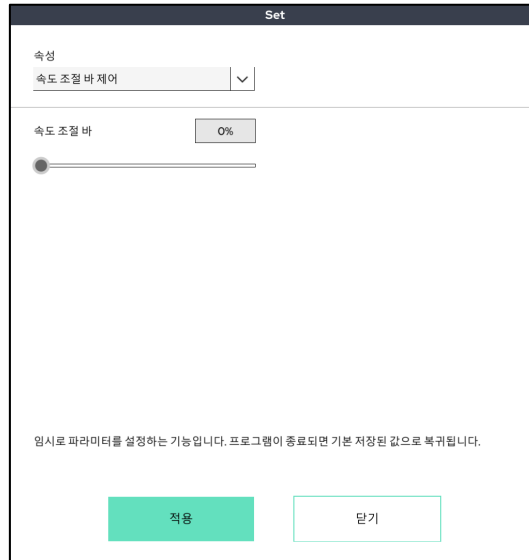 Set
속성
속도 조절 바 제어
속도 조절 바
0%
임시로 파라미터를 설정하는 기능입니다. 프로그램이 종료되면 기본 저장된 값으로 복귀됩니다.
적용
닫기